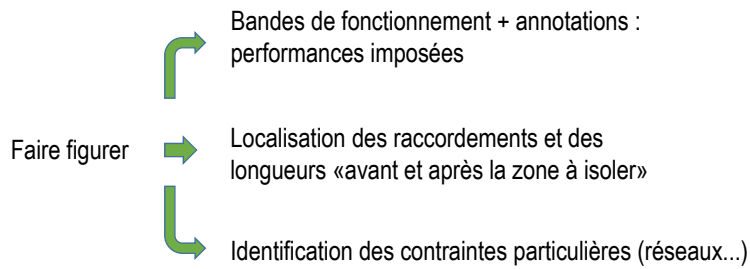 Bandes de fonctionnement + annotations :
performances imposées
Faire figurer
Localisation des raccordements et des
longueurs «avant et après la zone à isoler»
Identification des contraintes particulières (réseaux...)